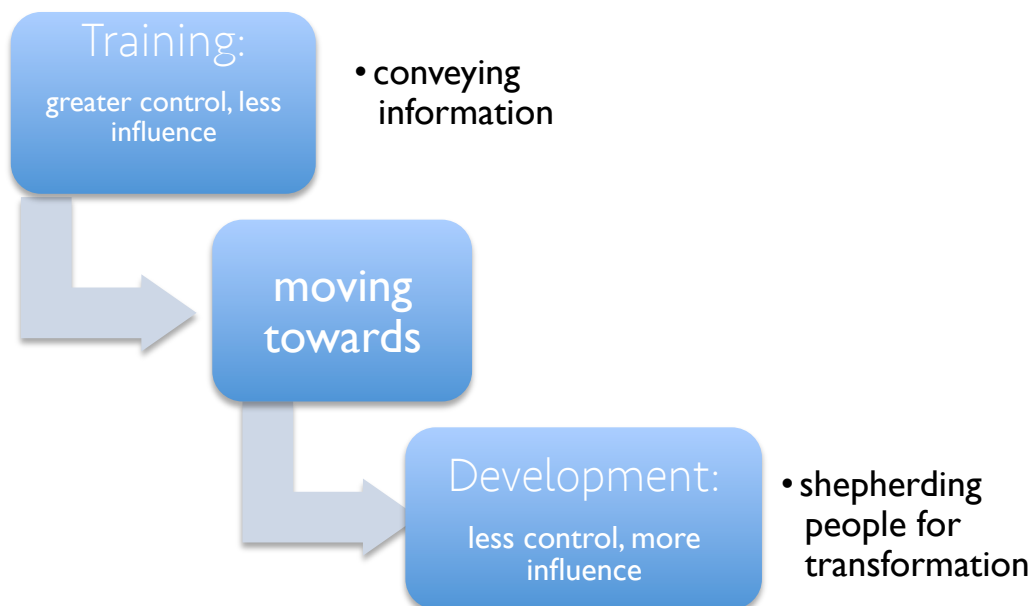 Training:
greater control, less
influence
• conveying
information
moving
towards
Development:
less control, more
influence
• shepherding
people for
transformation